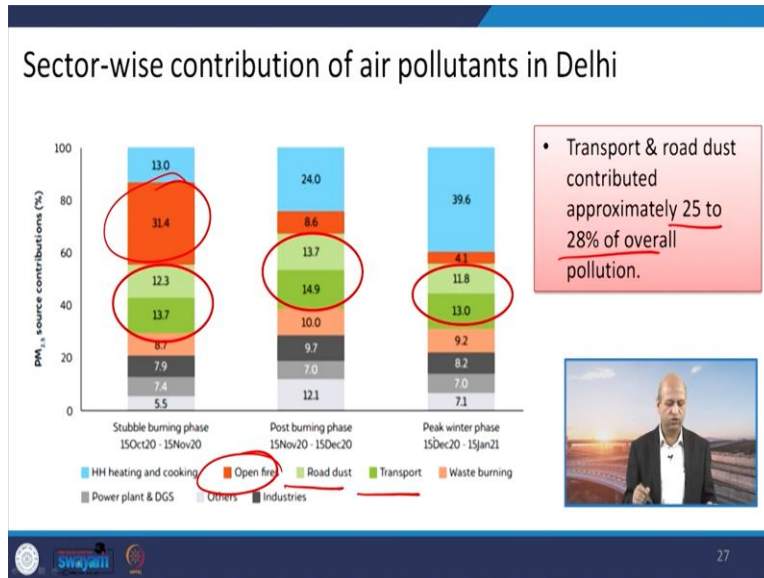 Sector-wise contribution of air pollutants in Delhi
PM2.5 source contributions (%)
100
80
60
40
20
0
13.0
31.4
12.3
13.7
8.7
7.9
7.4
5.5
24.0
8.6
13.7
14.9
10.0
9.7
7.0
12.1
39.6
4.1
11.8
13.0
9.2
8.2
7.0
7.1
Stubble burning phase
15Oct20 - 15Nov20
Post burning phase
15Nov20 - 15Dec20
Peak winter phase
15Dec20 - 15Jan21
HH heating and cooking
Open fires
Road dust
Transport
Waste burning
Power plant & DGS
Others
Industries
• Transport & road dust
contributed
approximately 25 to
28% of overall
pollution.
swayam
27